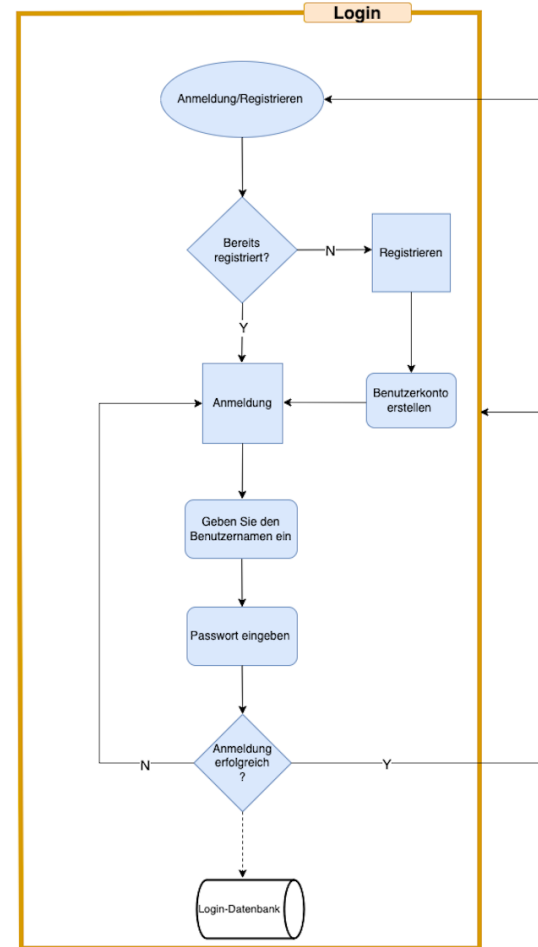 Login
Anmeldung/Registrieren
Bereits
registriert?
N
Registrieren
Y
Anmeldung
Benutzerkonto
erstellen
Geben Sie den
Benutzernamen ein
Passwort eingeben
Anmeldung
erfolgreich
?
N
Y
Login-Datenbank